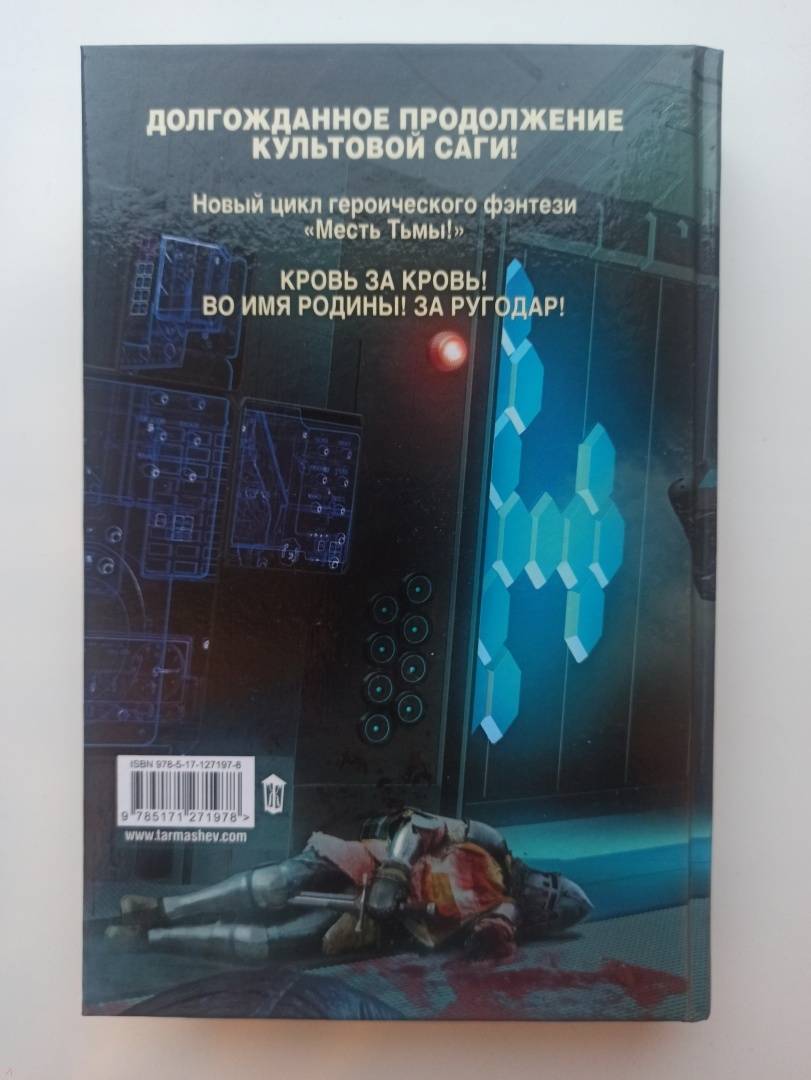 ДОЛГОЖДАННОЕ ПРОДОЛЖЕНИЕ
КУЛЬТОВОЙ САГИ!
Новый цикл героического фэнтези
«Месть Тьмы!»
КРОВЬ ЗА КРОВЬ!
ВО ИМЯ РОДИНЫ! ЗА РУГОДАР!
ISBN 978-5-17-127197-8
9 785171 271978 >
www.tarmashev.com